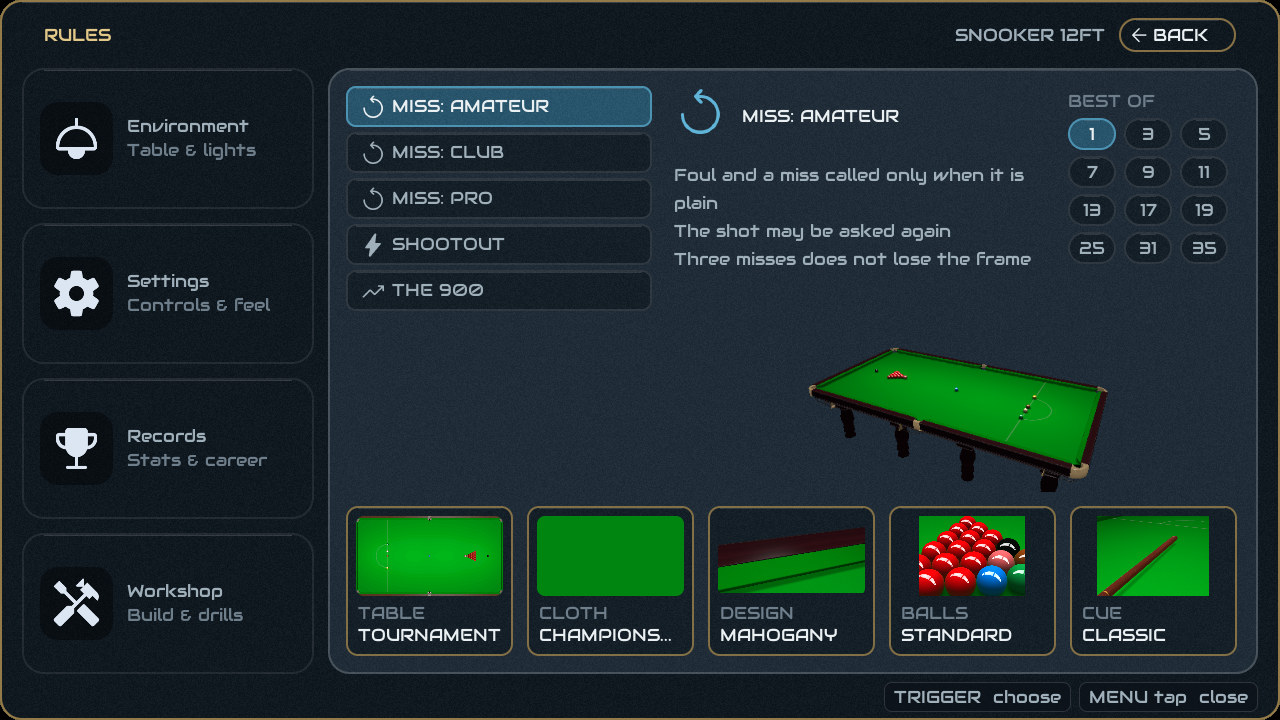 RULES
SNOOKER 12FT
BACK
Environment
Table & lights
Settings
Controls & feel
Records
Stats & career
Workshop
Build & drills
MISS: AMATEUR
MISS: CLUB
MISS: PRO
SHOOTOUT
THE 900
MISS: AMATEUR
Foul and a miss called only when it is
plain
The shot may be asked again
Three misses does not lose the frame
BEST OF
1 3 5
7 9 11
13 17 19
25 31 35
TABLE
TOURNAMENT
CLOTH
CHAMPIONS...
DESIGN
MAHOGANY
BALLS
STANDARD
CUE
CLASSIC
TRIGGER choose
MENU tap close